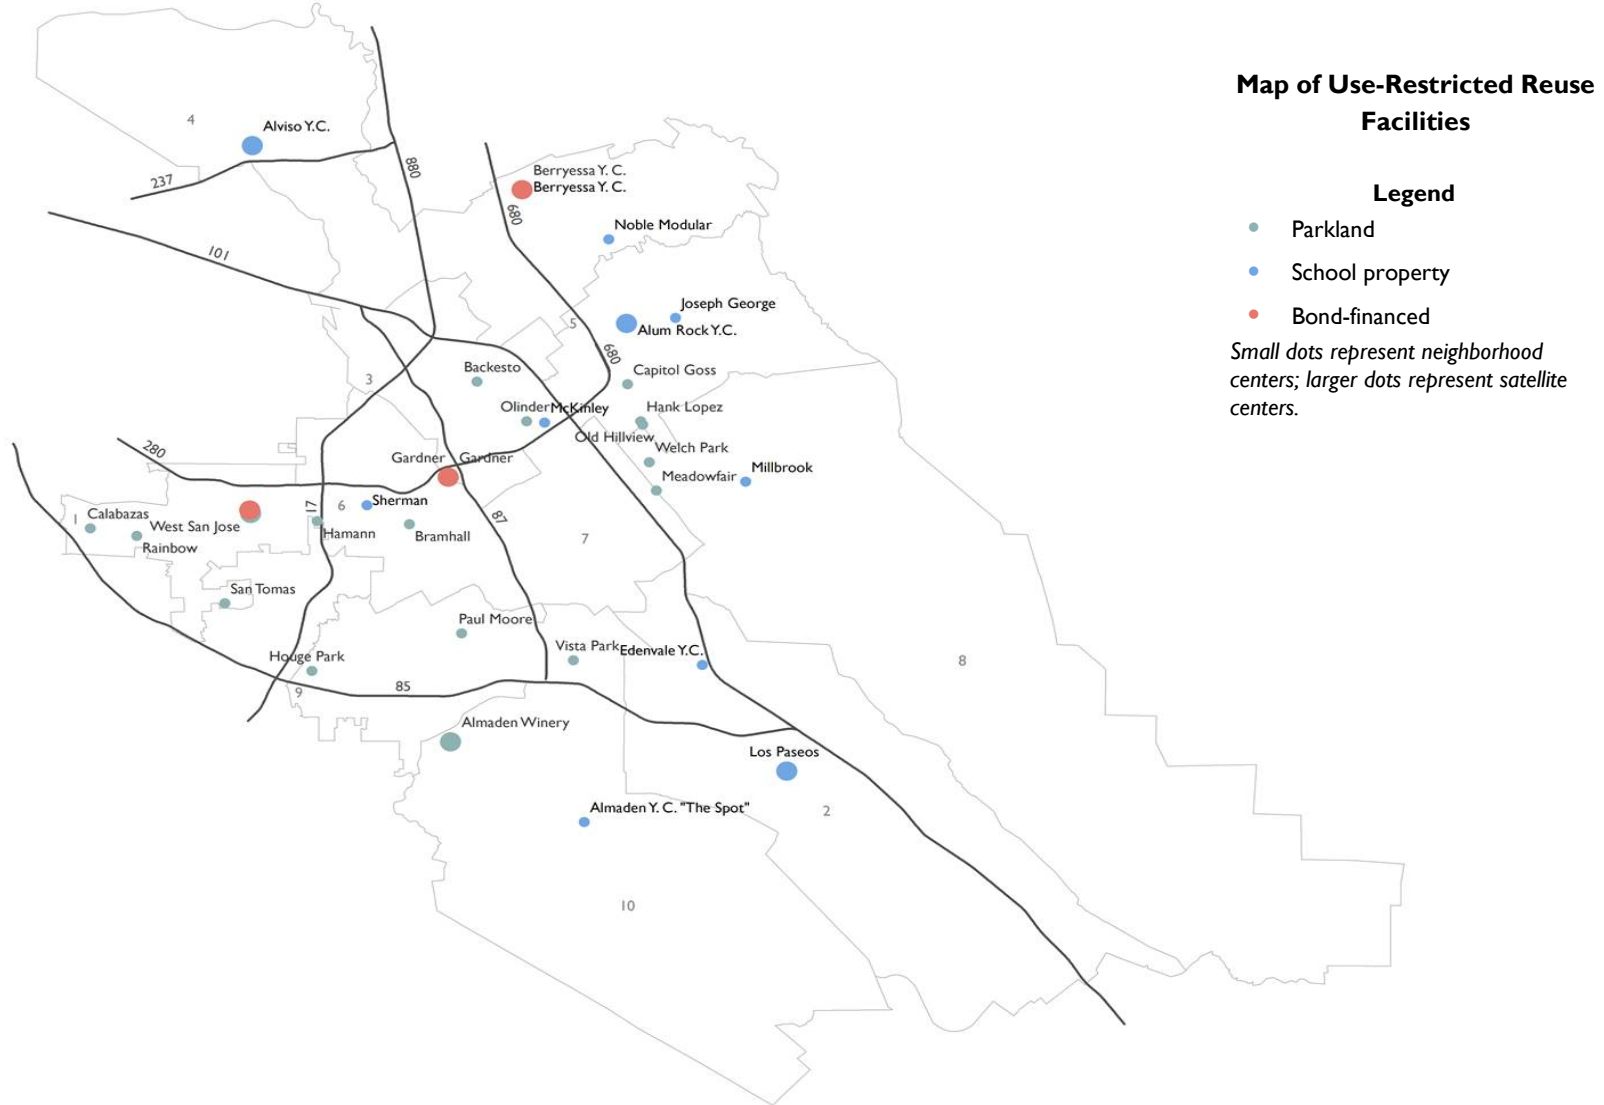 Map of Use-Restricted Reuse
Facilities
Legend
Parkland
School property
Bond-financed
Small dots represent neighborhood
centers; larger dots represent satellite
centers.
4
Alviso Y.C.
237
880
101
Berryessa Y. C.
Berryessa Y. C.
680
Noble Modular
Joseph George
5
Alum Rock Y.C.
680
3
Backesto
Capitol Goss
Olinder
McKinley
Hank Lopez
Old Hillview
Welch Park
280
Gardner
Gardner
Meadowfair
Millbrook
Sherman
17
6
87
1
Calabazas
West San Jose
Rainbow
Hamann
Bramhall
7
San Tomas
Paul Moore
Vista Park
Edenvale Y.C.
Houge Park
8
9
85
Almaden Winery
Los Paseos
Almaden Y. C. "The Spot"
2
10